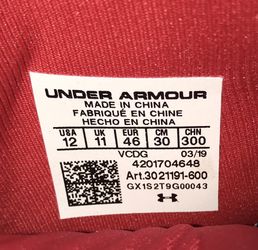 UNDER ARMOUR
MADE IN CHINA
FABRIQUÉ EN CHINE
HECHO EN CHINA
USA UK EUR CM CHN
12 11 46 30 300
VCDG 03/19
4201704648
Art.3021191-600
GX1S2T9G00043